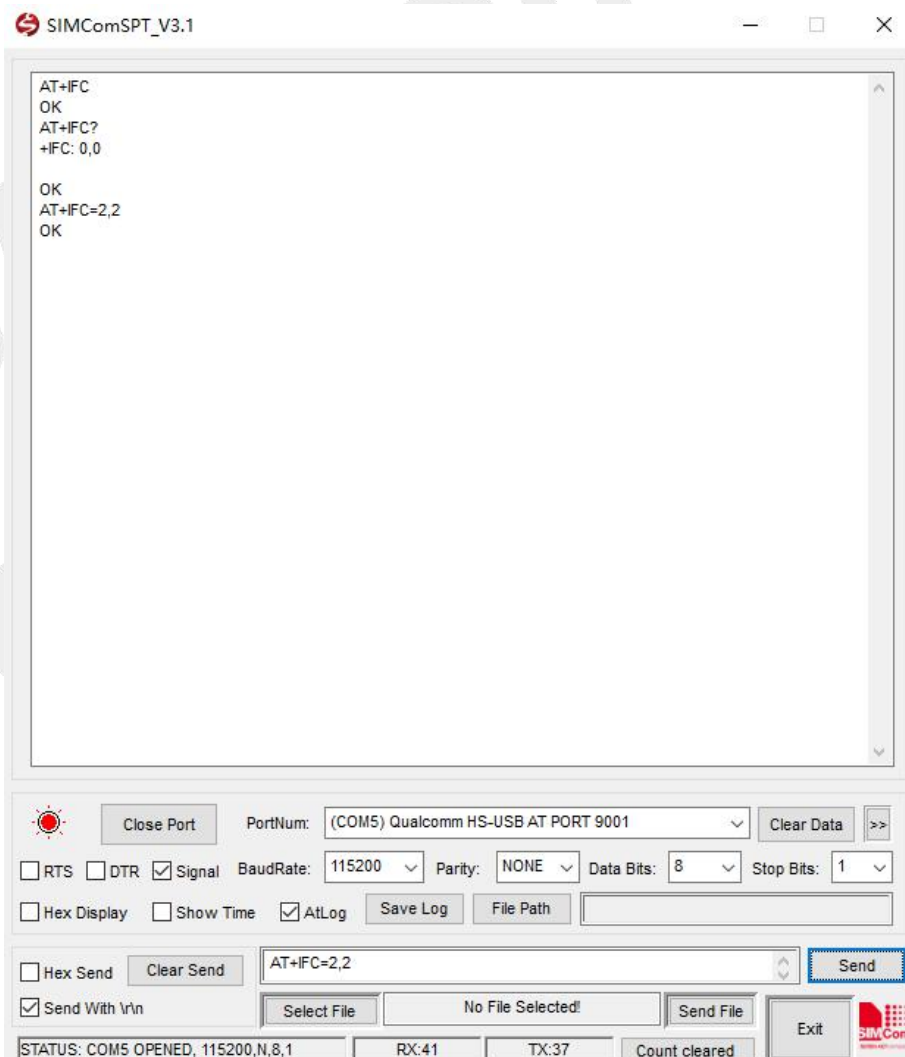 SIMComSPT_V3.1
AT+IFC
OK
AT+IFC?
+IFC: 0,0
OK
AT+IFC=2,2
OK
Close Port PortNum: (COM5) Qualcomm HS-USB AT PORT 9001 Clear Data >>
RTS DTR Signal BaudRate: 115200 Parity: NONE Data Bits: 8 Stop Bits: 1
Hex Display Show Time AtLog Save Log File Path
Hex Send Clear Send AT+IFC=2,2 Send
Send With \r\n Select File No File Selected! Send File Exit
SIMCom
STATUS: COM5 OPENED, 115200,N,8,1 RX:41 TX:37 Count cleared